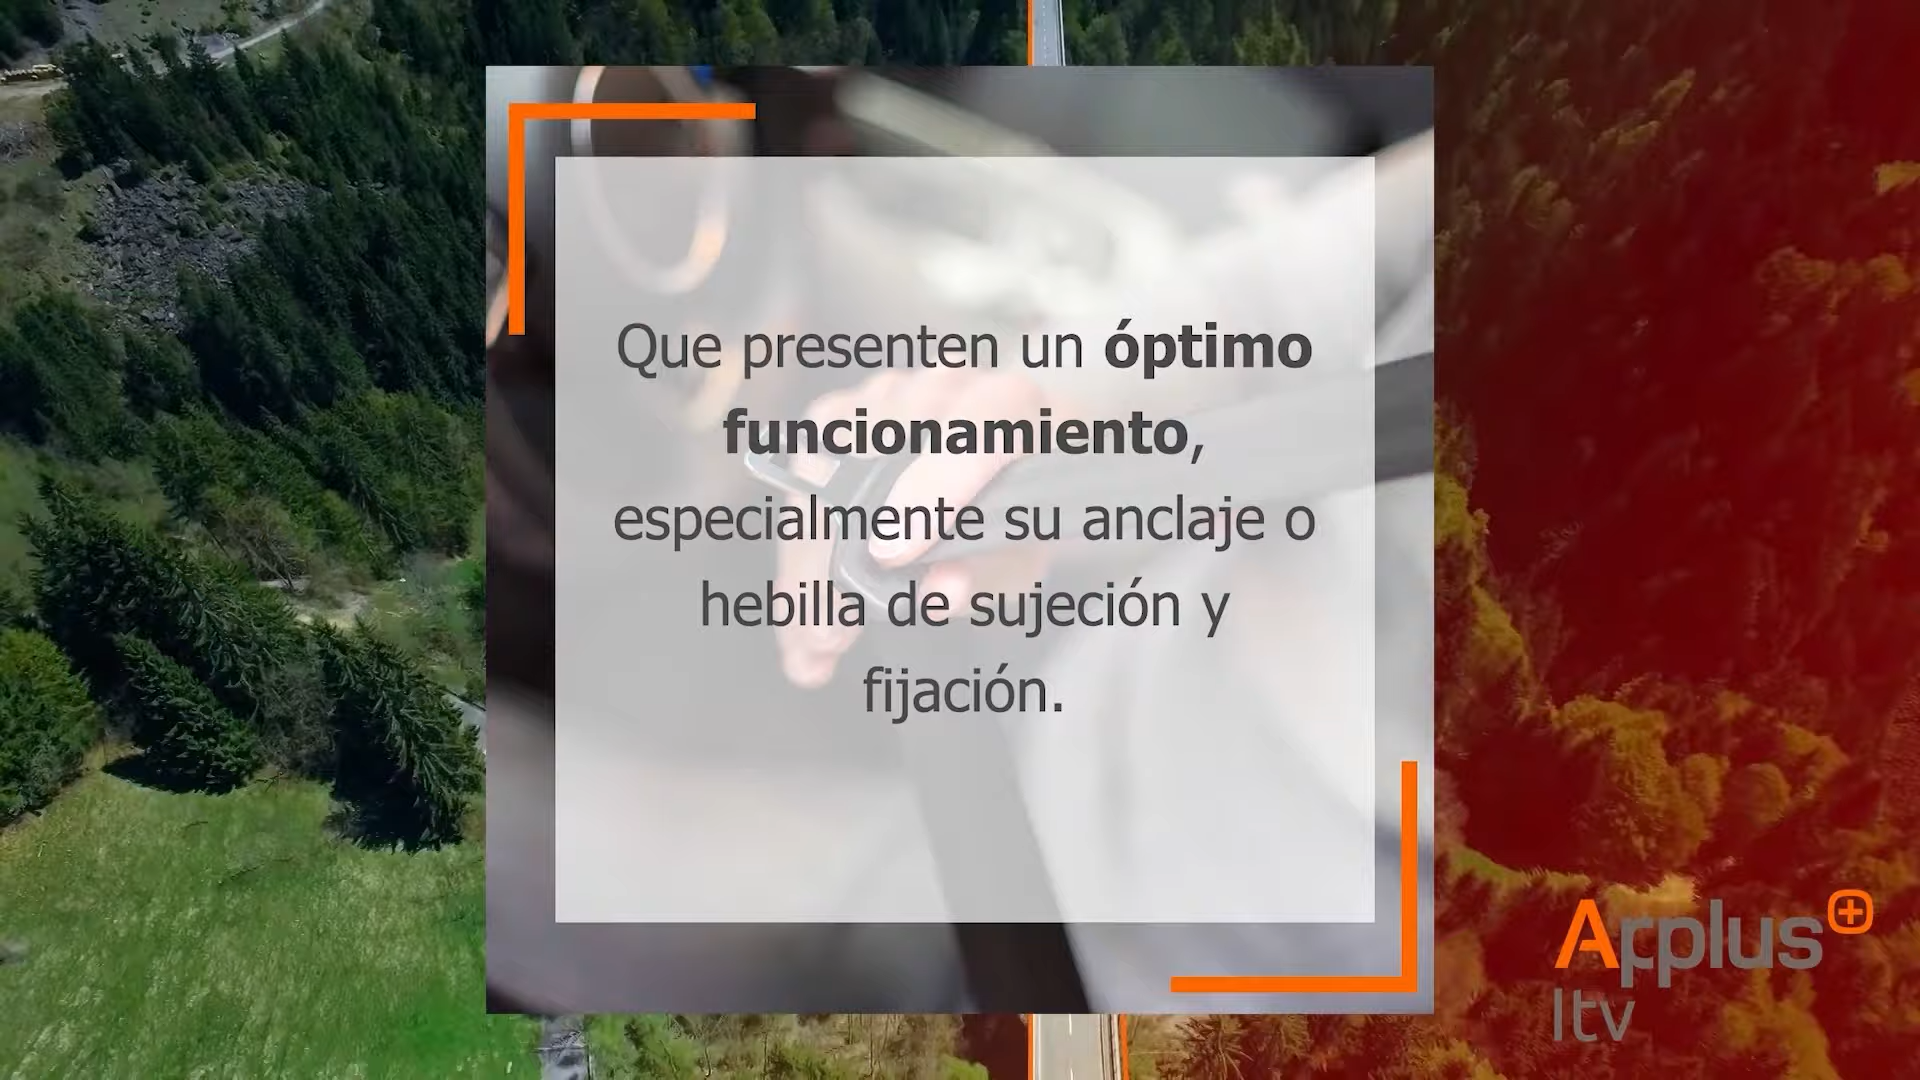 Que presenten un óptimo
funcionamiento,
especialmente su anclaje o
hebilla de sujeción y
fijación.
Applus+
Itv